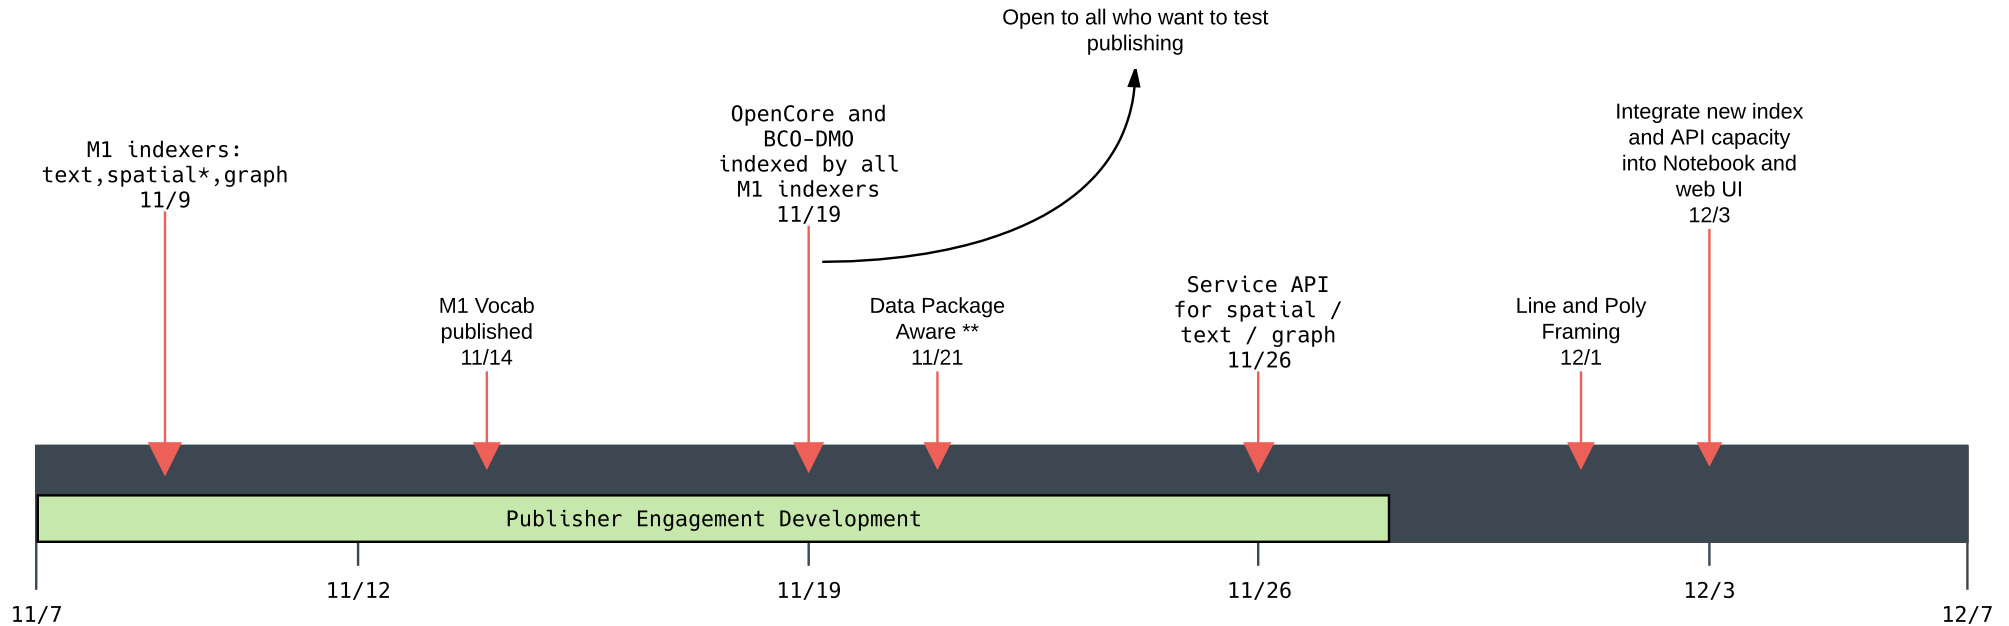 Open to all who want to test
publishing
M1 indexers:
text,spatial*,graph
11/9
OpenCore and
BCO-DMO
indexed by all
M1 indexers
11/19
Integrate new index
and API capacity
into Notebook and
web UI
12/3
M1 Vocab
published
11/14
Data Package
Aware **
11/21
Service API
for spatial /
text / graph
11/26
Line and Poly
Framing
12/1
Publisher Engagement Development
11/7
11/12
11/19
11/26
12/3
12/7